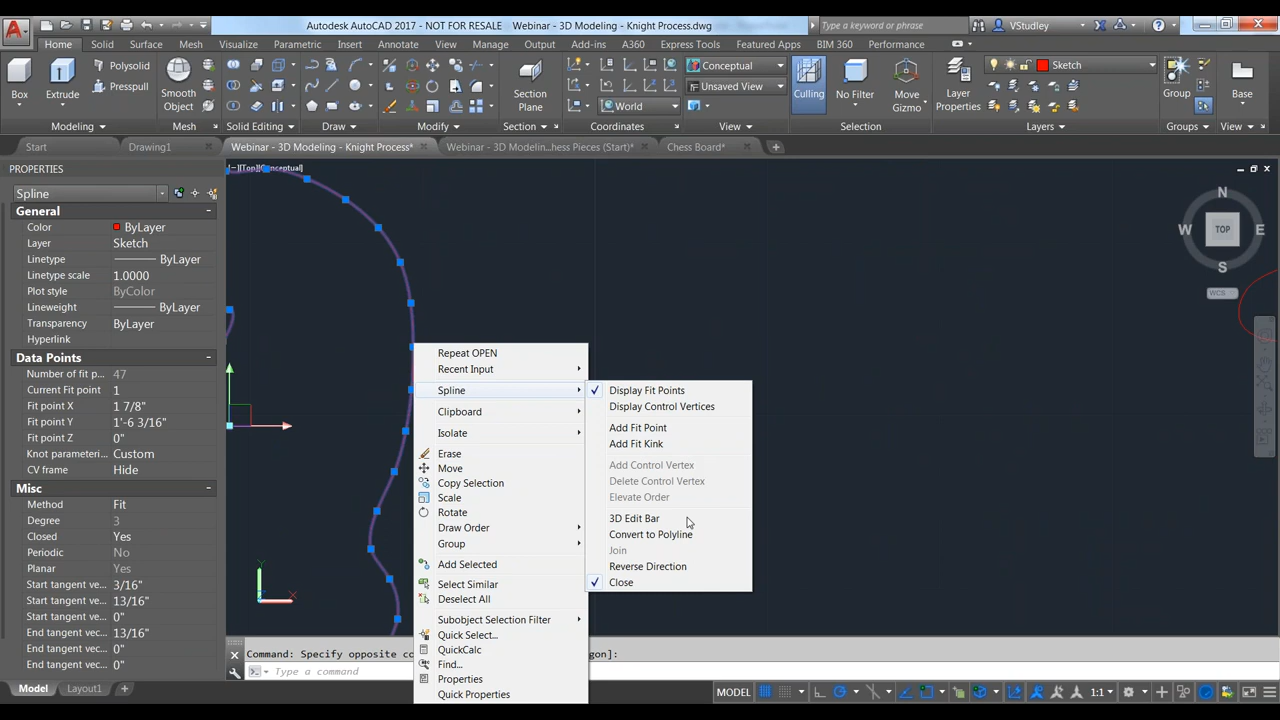 Autodesk AutoCAD 2017 - NOT FOR RESALE Webinar - 3D Modeling - Knight Process.dwg
Type a keyword or phrase
VStudley
Home Solid Surface Mesh Visualize Parametric Insert Annotate View Manage Output Add-ins A360 Express Tools Featured Apps BIM 360 Performance
Polysolid
Presspull
Box
Extrude
Smooth Object
Section Plane
World
Conceptual
Unsaved View
Culling
No Filter
Move Gizmo
Layer Properties
Sketch
Group
Base
Modeling Mesh Solid Editing Draw Modify Section Coordinates View Selection Layers Groups View
Start Drawing1 Webinar - 3D Modeling - Knight Process* Webinar - 3D Modelin...hess Pieces (Start)* Chess Board*
PROPERTIES
[−][Top][Conceptual]
Spline
General
Color ByLayer
Layer Sketch
Linetype ByLayer
Linetype scale 1.0000
Plot style ByColor
Lineweight ByLayer
Transparency ByLayer
Hyperlink
Data Points
Number of fit p... 47
Current Fit point 1
Fit point X 1 7/8"
Fit point Y 1'-6 3/16"
Fit point Z 0"
Knot parameteri... Custom
CV frame Hide
Misc
Method Fit
Degree 3
Closed Yes
Periodic No
Planar Yes
Start tangent ve... 3/16"
Start tangent ve... 13/16"
Start tangent ve... 0"
End tangent vec... 13/16"
End tangent vec... 0"
End tangent vec... 0"
Repeat OPEN
Recent Input
Spline
Clipboard
Isolate
Erase
Move
Copy Selection
Scale
Rotate
Draw Order
Group
Add Selected
Select Similar
Deselect All
Subobject Selection Filter
Quick Select...
QuickCalc
Find...
Properties
Quick Properties
Display Fit Points
Display Control Vertices
Add Fit Point
Add Fit Kink
Add Control Vertex
Delete Control Vertex
Elevate Order
3D Edit Bar
Convert to Polyline
Join
Reverse Direction
Close
N
W TOP E
S
WCS
Y
X
Command: Specify opposite co
gon]:
Type a command
Model Layout1
MODEL
1:1